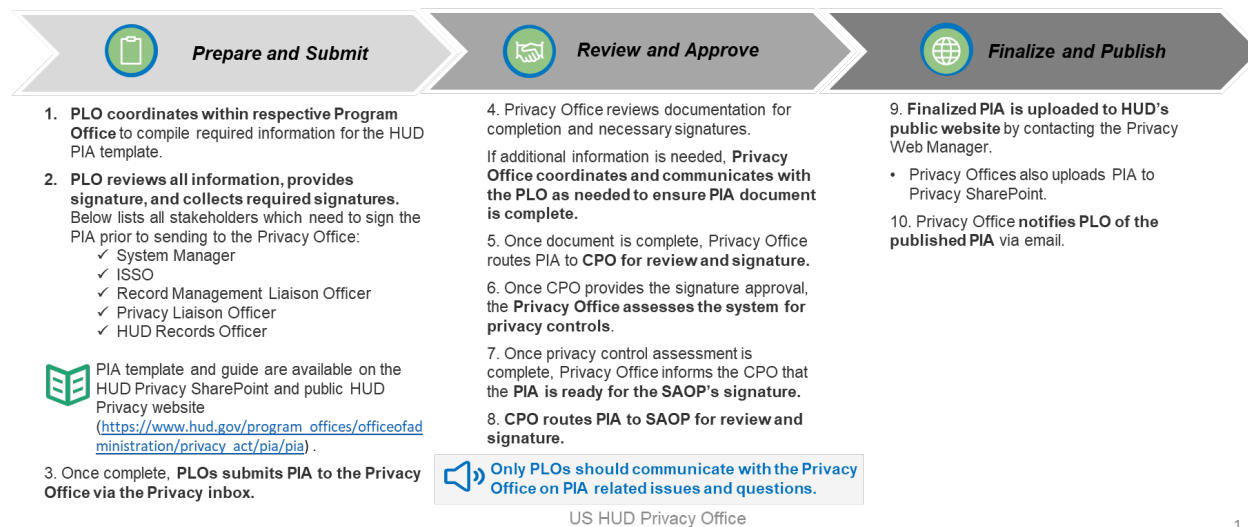 Prepare and Submit
1. PLO coordinates within respective Program
Office to compile required information for the HUD
PIA template.
2. PLO reviews all information, provides
signature, and collects required signatures.
Below lists all stakeholders which need to sign the
PIA prior to sending to the Privacy Office:
✓ System Manager
✓ ISSO
✓ Record Management Liaison Officer
✓ Privacy Liaison Officer
✓ HUD Records Officer
PIA template and guide are available on the
HUD Privacy SharePoint and public HUD
Privacy website
(https://www.hud.gov/program_offices/officeofad
ministration/privacy_act/pia/pia) .
3. Once complete, PLOs submits PIA to the Privacy
Office via the Privacy inbox.
Review and Approve
4. Privacy Office reviews documentation for
completion and necessary signatures.
If additional information is needed, Privacy
Office coordinates and communicates with
the PLO as needed to ensure PIA document
is complete.
5. Once document is complete, Privacy Office
routes PIA to CPO for review and signature.
6. Once CPO provides the signature approval,
the Privacy Office assesses the system for
privacy controls.
7. Once privacy control assessment is
complete, Privacy Office informs the CPO that
the PIA is ready for the SAOP's signature.
8. CPO routes PIA to SAOP for review and
signature.
Only PLOs should communicate with the Privacy
Office on PIA related issues and questions.
Finalize and Publish
9. Finalized PIA is uploaded to HUD's
public website by contacting the Privacy
Web Manager.
• Privacy Offices also uploads PIA to
Privacy SharePoint.
10. Privacy Office notifies PLO of the
published PIA via email.
US HUD Privacy Office
1